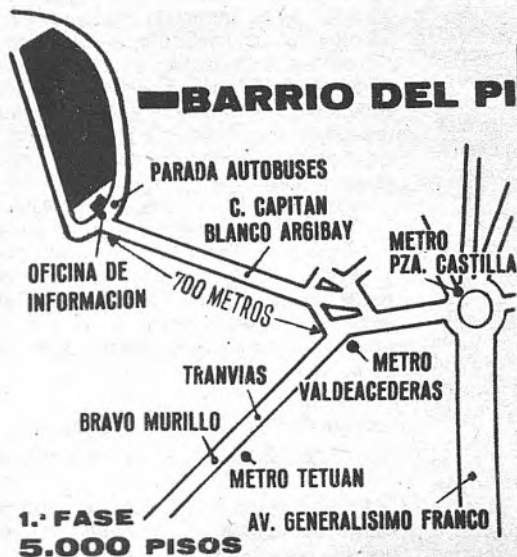 BARRIO DEL PI
PARADA AUTOBUSES
C. CAPITAN
BLANCO ARGIBAY
METRO
PZA. CASTILLA
OFICINA DE
INFORMACION
700 METROS
METRO
VALDEACEDERAS
TRANVIAS
BRAVO MURILLO
METRO TETUAN
AV. GENERALISIMO FRANCO
1.ª FASE
5.000 PISOS